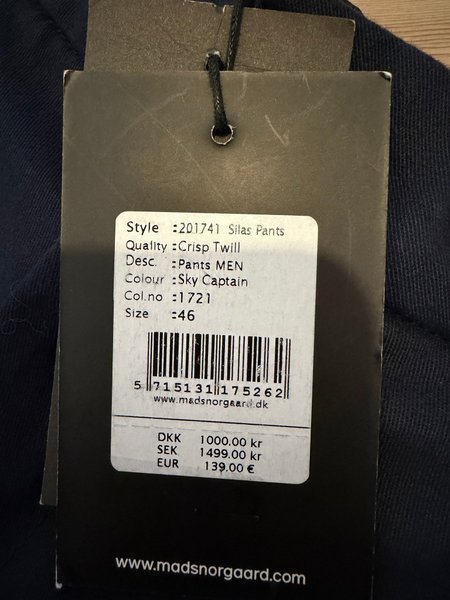 Style :201741 Silas Pants
Quality :Crisp Twill
Desc. :Pants MEN
Colour :Sky Captain
Col.no :1721
Size :46
5 715131 175262
www.madsnorgaard.dk
DKK 1000.00 kr
SEK 1499.00 kr
EUR 139.00 €
www.madsnorgaard.com